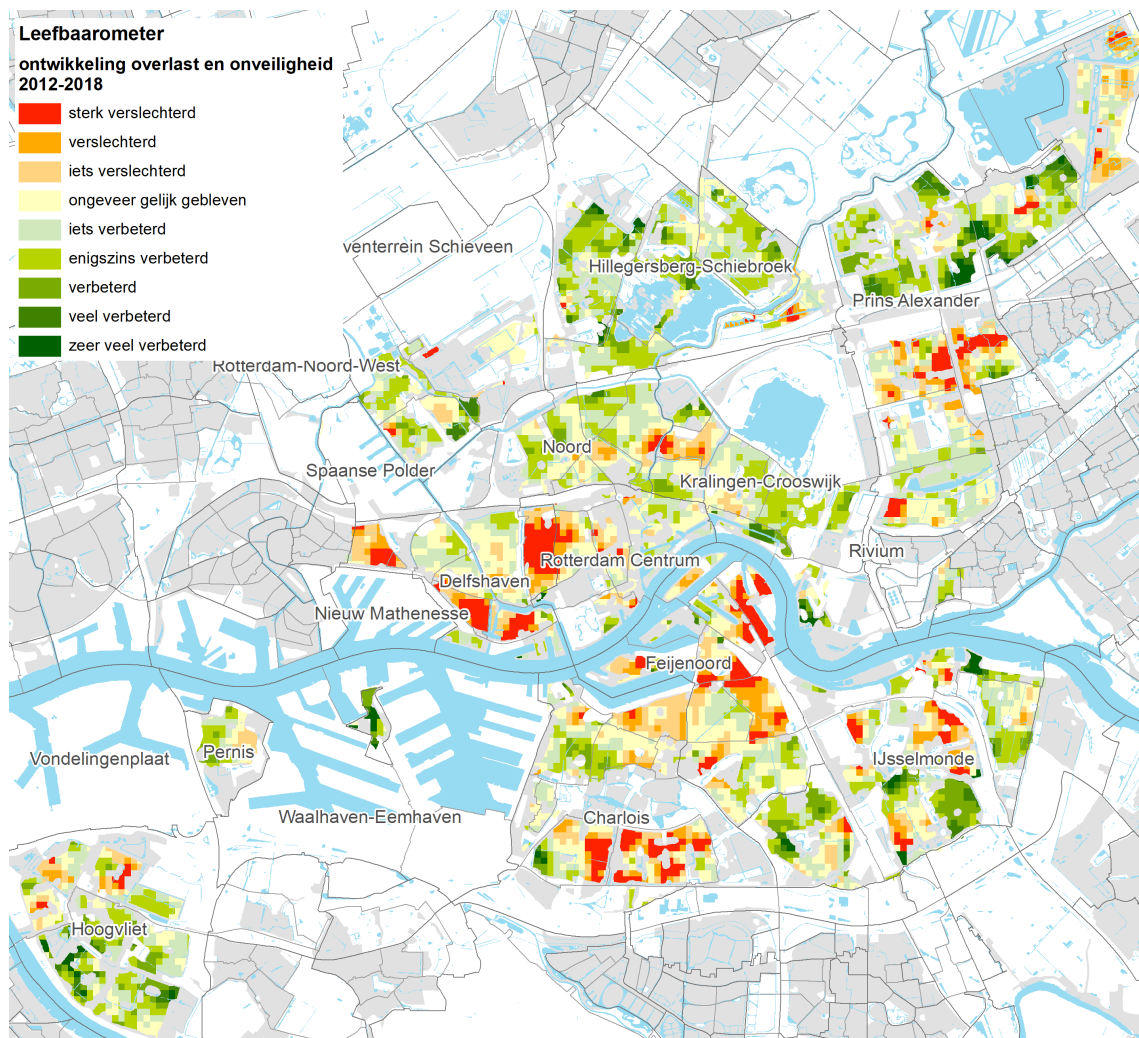 Leefbaarometer
ontwikkeling overlast en onveiligheid
2012-2018
sterk verslechterd
verslechterd
iets verslechterd
ongeveer gelijk gebleven
iets verbeterd
enigszins verbeterd
verbeterd
veel verbeterd
zeer veel verbeterd
venterrein Schieveen
Hillegersberg-Schiebroek
Prins Alexander
Rotterdam-Noord-West
Noord
Spaanse Polder
Kralingen-Crooswijk
Rivium
Rotterdam Centrum
Delfshaven
Nieuw Mathenesse
Feijenoord
Pernis
Vondelingenplaat
IJsselmonde
Waalhaven-Eemhaven
Charlois
Hoogvliet